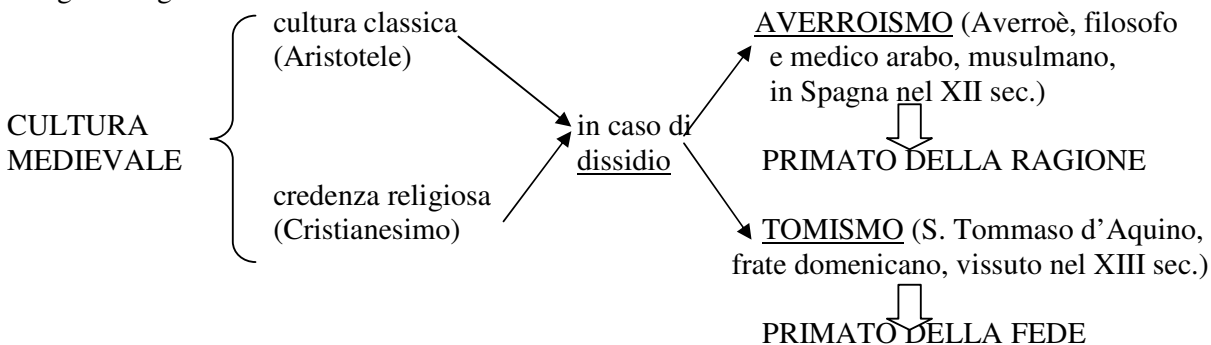 cultura classica
(Aristotele)
CULTURA
MEDIEVALE
credenza religiosa
(Cristianesimo)
in caso di
dissidio
AVERROISMO (Averroè, filosofo
e medico arabo, musulmano,
in Spagna nel XII sec.)
PRIMATO DELLA RAGIONE
TOMISMO (S. Tommaso d’Aquino,
frate domenicano, vissuto nel XIII sec.)
PRIMATO DELLA FEDE